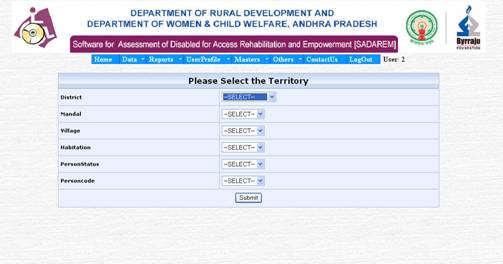 DEPARTMENT OF RURAL DEVELOPMENT AND
DEPARTMENT OF WOMEN & CHILD WELFARE, ANDHRA PRADESH
Software for Assessment of Disabled for Access Rehabilitation and Empowerment [SADAREM]
Byrraju
FOUNDATION
Home Data Reports UserProfile Masters Others ContactUs LogOut User: 2
Please Select the Territory
District --SELECT--
Mandal --SELECT--
Village --SELECT--
Habitation --SELECT--
PersonStatus --SELECT--
Personcode --SELECT--
Submit